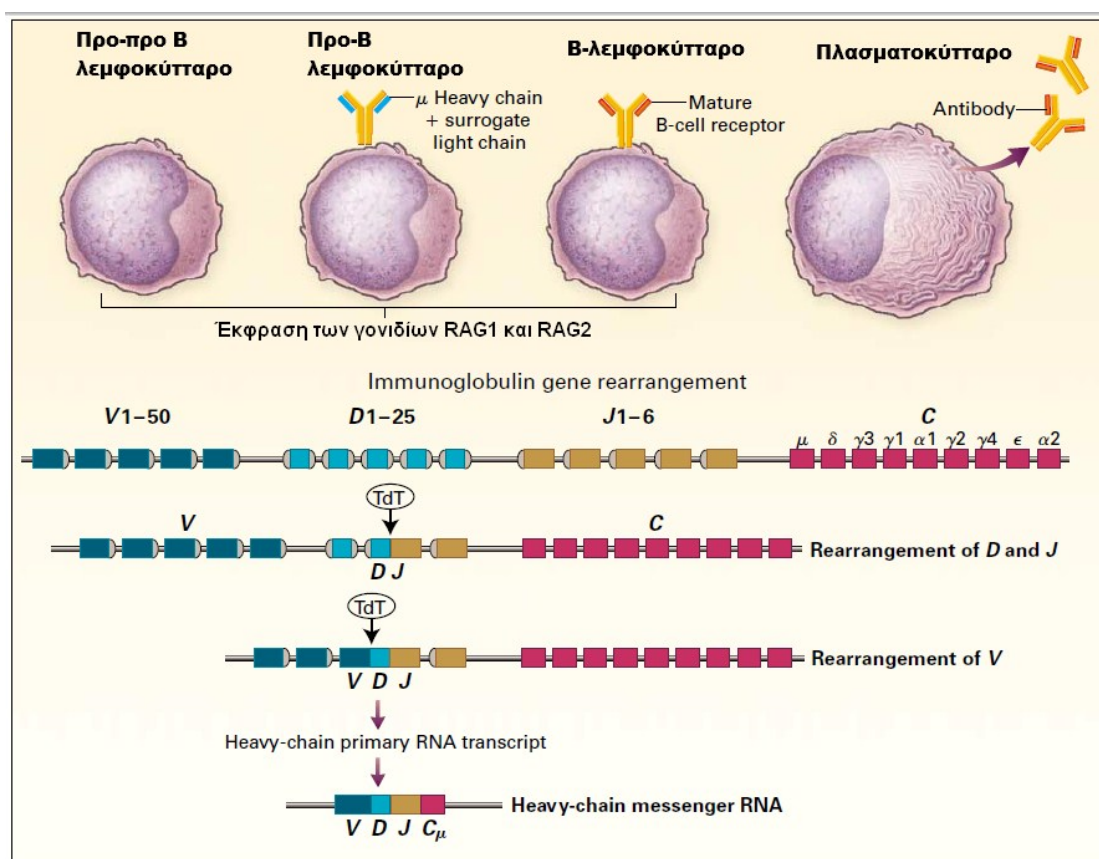 Προ-προ Β
λεμφοκύτταρο
Προ-Β
λεμφοκύτταρο
Β-λεμφοκύτταρο
Πλασματοκύτταρο
μ Heavy chain
+ surrogate
light chain
Mature
B-cell receptor
Antibody
Έκφραση των γονιδίων RAG1 και RAG2
Immunoglobulin gene rearrangement
V1–50 D1–25 J1–6 C
μ δ γ3 γ1 α1 γ2 γ4 ϵ α2
TdT
V C
Rearrangement of D and J
D J
TdT
Rearrangement of V
V D J
Heavy-chain primary RNA transcript
Heavy-chain messenger RNA
V D J Cμ